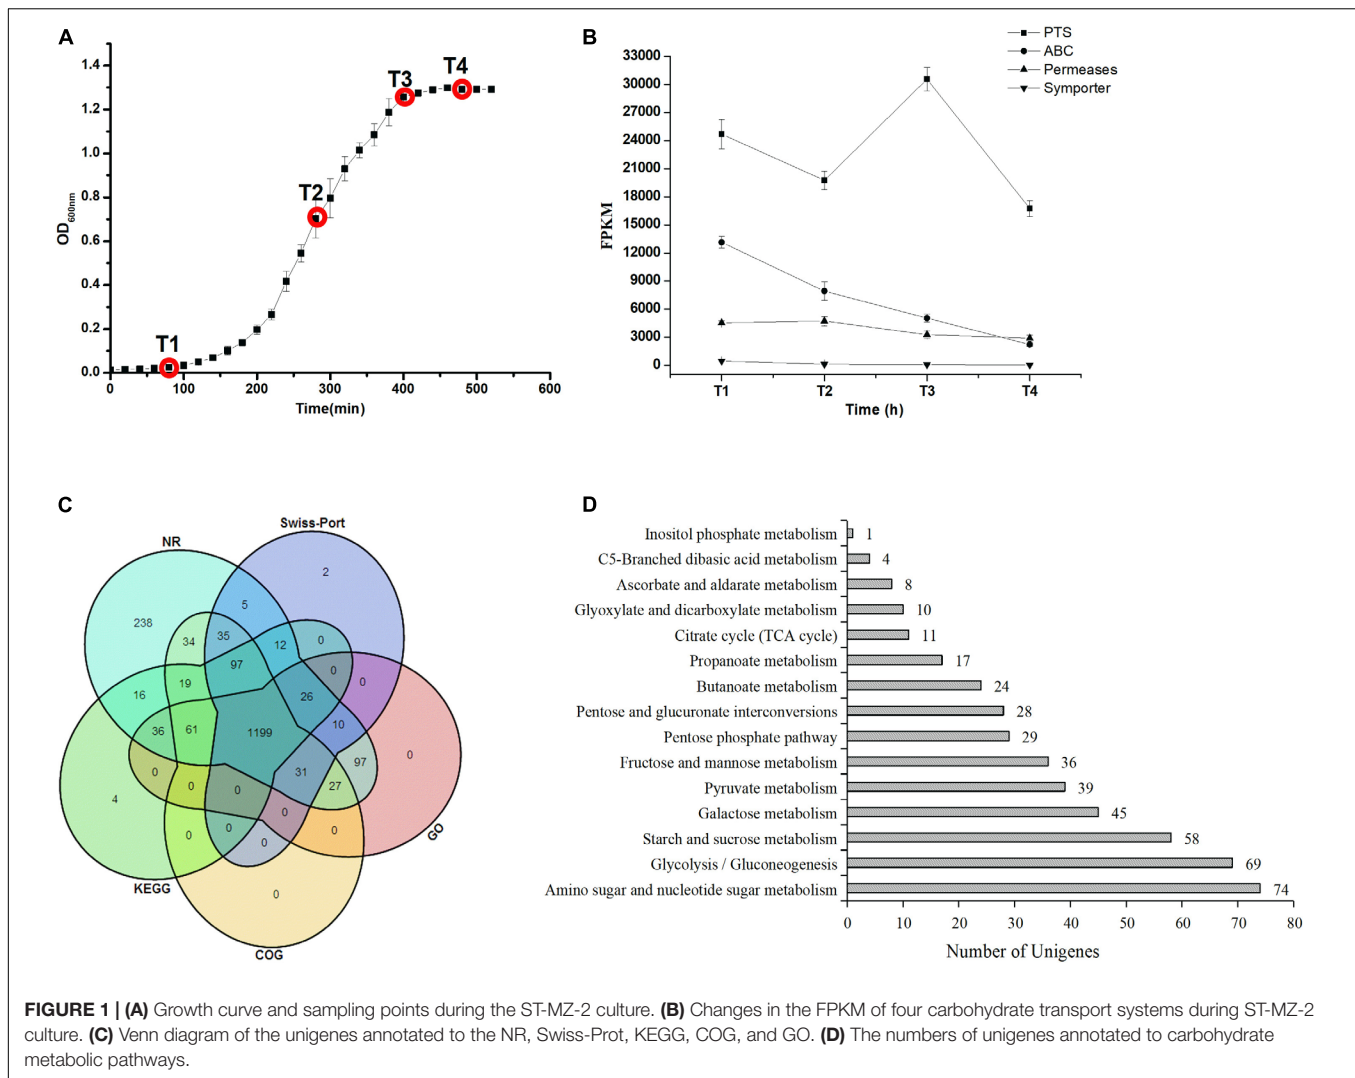 A
1.4
1.2
1.0
0.8
0.6
0.4
0.2
0.0
OD600nm
T1
T2
T3
T4
0
100
200
300
400
500
600
Time(min)
B
PTS
ABC
Permeases
Symporter
33000
30000
27000
24000
21000
18000
15000
12000
9000
6000
3000
0
FPKM
T1
T2
T3
T4
Time (h)
C
Swiss-Port
NR
2
5
238
34
35
12
0
97
0
0
19
26
16
36
61
1199
10
0
97
31
27
0
0
0
0
4
0
0
0
0
0
GO
KEGG
COG
D
Inositol phosphate metabolism 1
C5-Branched dibasic acid metabolism 4
Ascorbate and aldarate metabolism 8
Glyoxylate and dicarboxylate metabolism 10
Citrate cycle (TCA cycle) 11
Propanoate metabolism 17
Butanoate metabolism 24
Pentose and glucuronate interconversions 28
Pentose phosphate pathway 29
Fructose and mannose metabolism 36
Pyruvate metabolism 39
Galactose metabolism 45
Starch and sucrose metabolism 58
Glycolysis / Gluconeogenesis 69
Amino sugar and nucleotide sugar metabolism 74
0 10 20 30 40 50 60 70 80
Number of Unigenes
FIGURE 1 | (A) Growth curve and sampling points during the ST-MZ-2 culture. (B) Changes in the FPKM of four carbohydrate transport systems during ST-MZ-2
culture. (C) Venn diagram of the unigenes annotated to the NR, Swiss-Prot, KEGG, COG, and GO. (D) The numbers of unigenes annotated to carbohydrate
metabolic pathways.